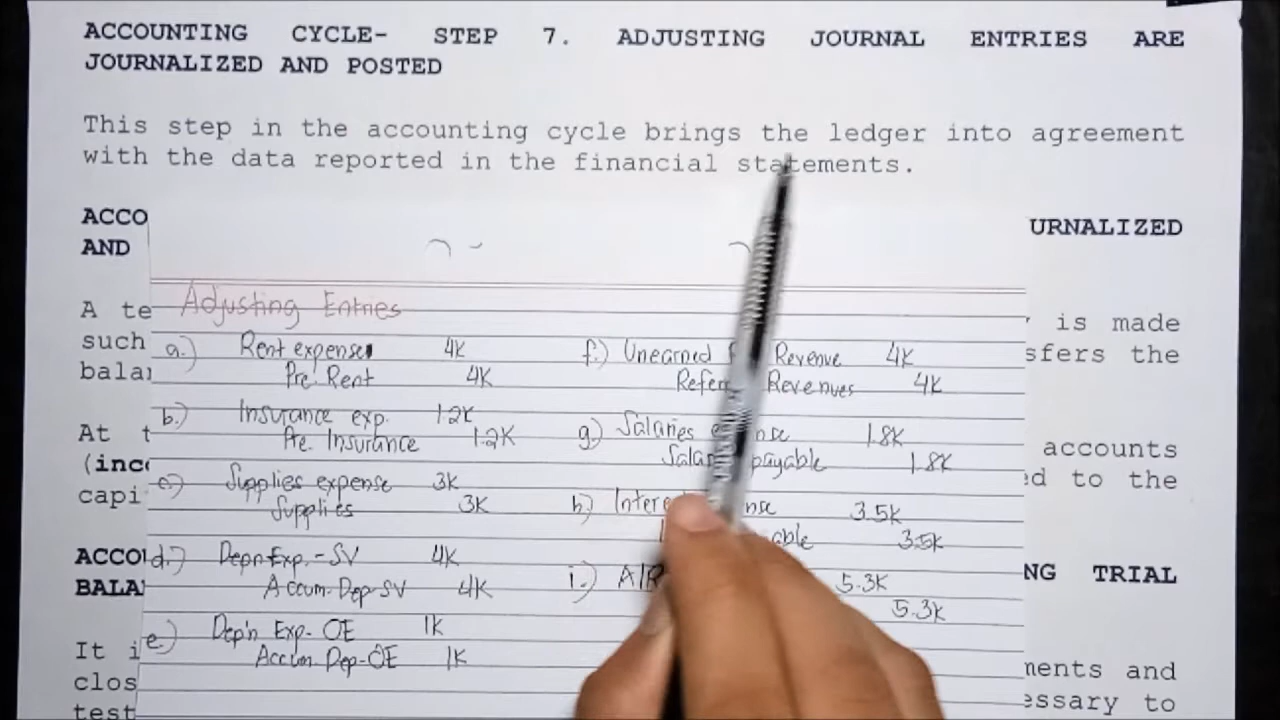 ACCOUNTING CYCLE- STEP 7. ADJUSTING JOURNAL ENTRIES ARE
JOURNALIZED AND POSTED
This step in the accounting cycle brings the ledger into agreement
with the data reported in the financial statements.
ACCO URNALIZED
AND
A te is made
such sfers the
balan
At t accounts
(inc ed to the
capi
ACCO NG TRIAL
BALA
It i ments and
clos essary to
test
Adjusting Entries
a.) Rent expense 4K
Pre. Rent 4K
b.) Insurance exp. 1.2K
Pre. Insurance 1.2K
c.) Supplies expense 3K
Supplies 3K
d.) Depn Exp.-SV 4K
Accum. Dep-SV 4K
e.) Dep'n Exp- OE 1K
Accum Dep-OE 1K
f.) Unearned Revenue 4K
Refer Revenues 4K
g.) Salaries 1.8K
payable 1.8K
h.) 3.5K
3.5K
i.) A/R 5.3K
5.3K